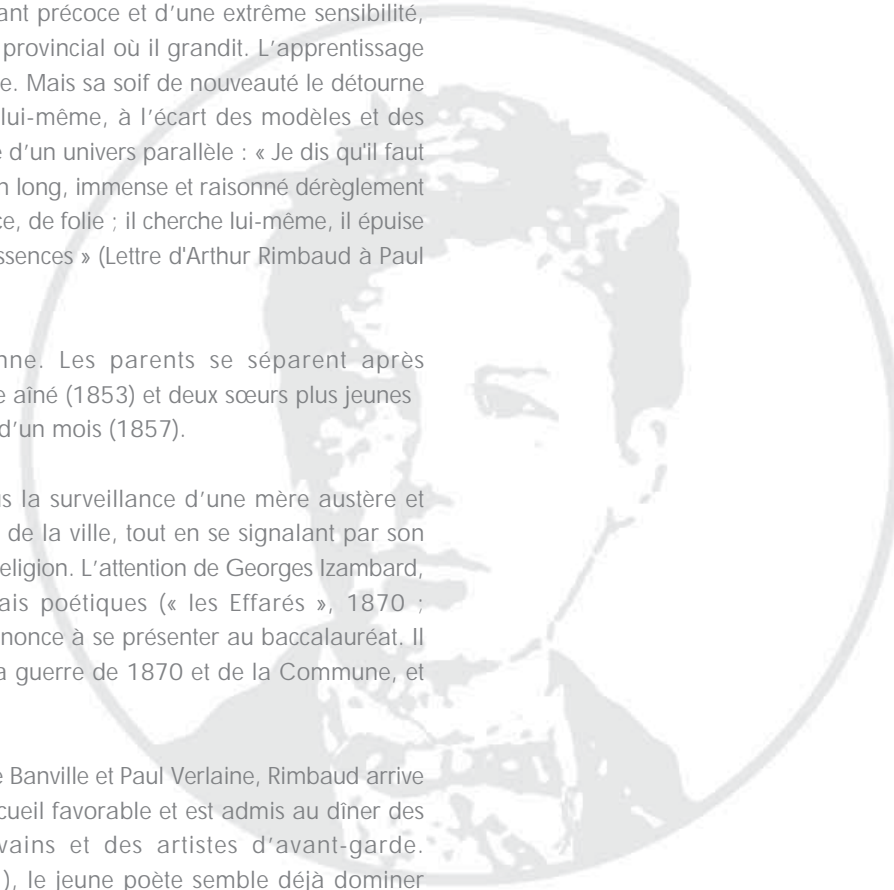 ant précoce et d’une extrême sensibilité,
provincial où il grandit. L’apprentissage
e. Mais sa soif de nouveauté le détourne
lui-même, à l’écart des modèles et des
e d’un univers parallèle : « Je dis qu'il faut
n long, immense et raisonné dérèglement
ce, de folie ; il cherche lui-même, il épuise
ssences » (Lettre d'Arthur Rimbaud à Paul
nne. Les parents se séparent après
e aîné (1853) et deux sœurs plus jeunes
d’un mois (1857).
s la surveillance d’une mère austère et
de la ville, tout en se signalant par son
eligion. L’attention de Georges Izambard,
ais poétiques (« les Effarés », 1870 ;
nonce à se présenter au baccalauréat. Il
a guerre de 1870 et de la Commune, et
e Banville et Paul Verlaine, Rimbaud arrive
cueil favorable et est admis au dîner des
vains et des artistes d’avant-garde.
), le jeune poète semble déjà dominer